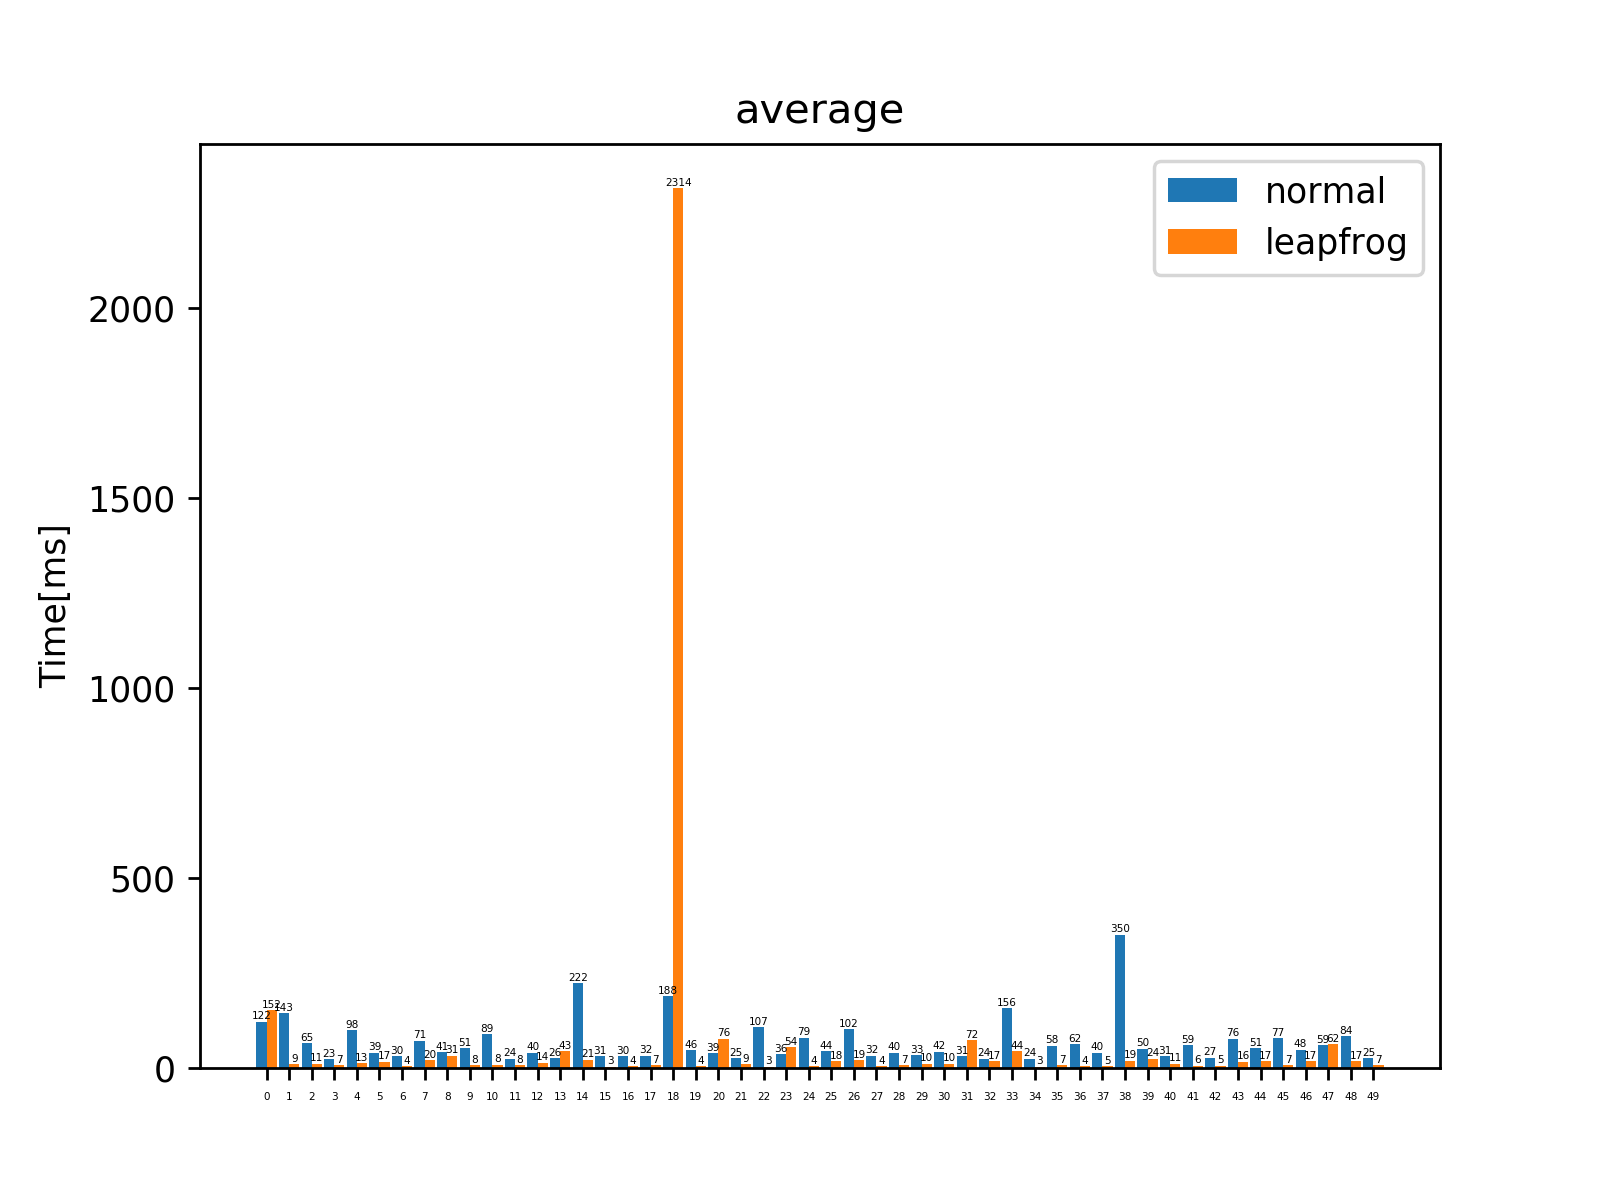 average
normal
leapfrog
Time[ms]
2000
1500
1000
500
0
122 152 143 9 65 11 23 7 98 13 39 17 30 4 71 20 41 31 51 8 89 8 24 8 40 14 26 43 222 21 31 3 30 4 32 7 188 2314 46 4 39 76 25 9 107 3 36 54 79 4 44 18 102 19 32 4 40 7 33 10 42 10 31 72 24 17 156 44 24 3 58 7 62 4 40 5 350 19 50 24 31 11 59 6 27 5 76 16 51 17 77 7 48 17 59 62 84 17 25 7
0 1 2 3 4 5 6 7 8 9 10 11 12 13 14 15 16 17 18 19 20 21 22 23 24 25 26 27 28 29 30 31 32 33 34 35 36 37 38 39 40 41 42 43 44 45 46 47 48 49